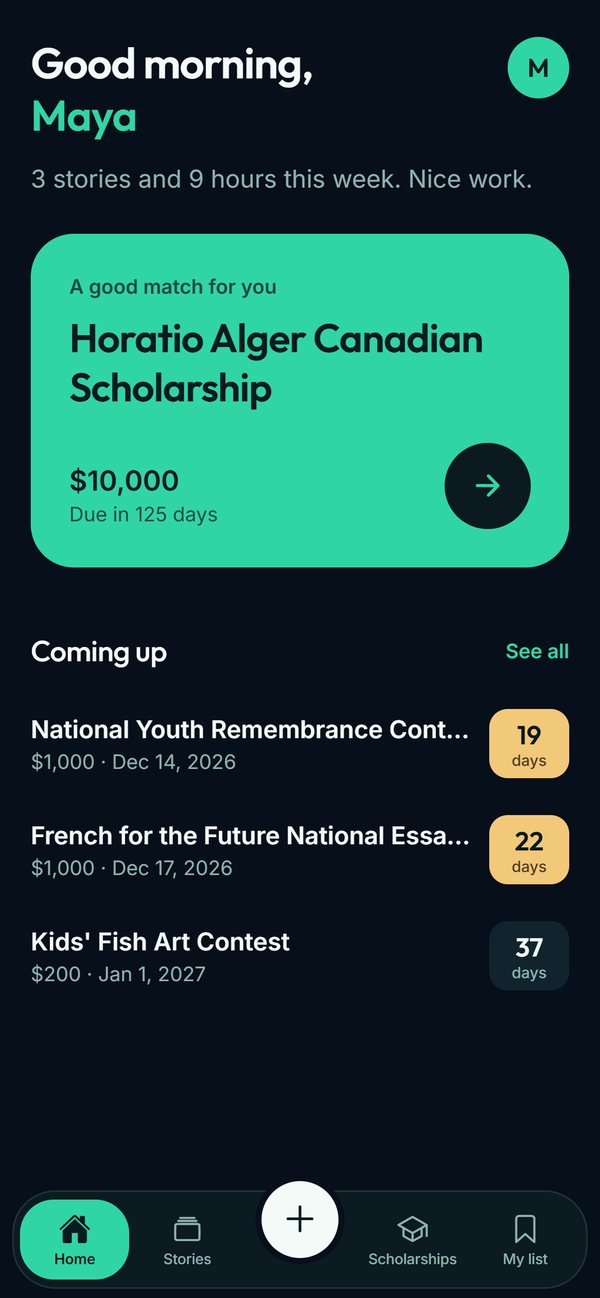 Good morning,
Maya
M
3 stories and 9 hours this week. Nice work.
A good match for you
Horatio Alger Canadian
Scholarship
$10,000
Due in 125 days
Coming up
See all
National Youth Remembrance Cont...
$1,000 · Dec 14, 2026
19
days
French for the Future National Essa...
$1,000 · Dec 17, 2026
22
days
Kids' Fish Art Contest
$200 · Jan 1, 2027
37
days
Home
Stories
Scholarships
My list